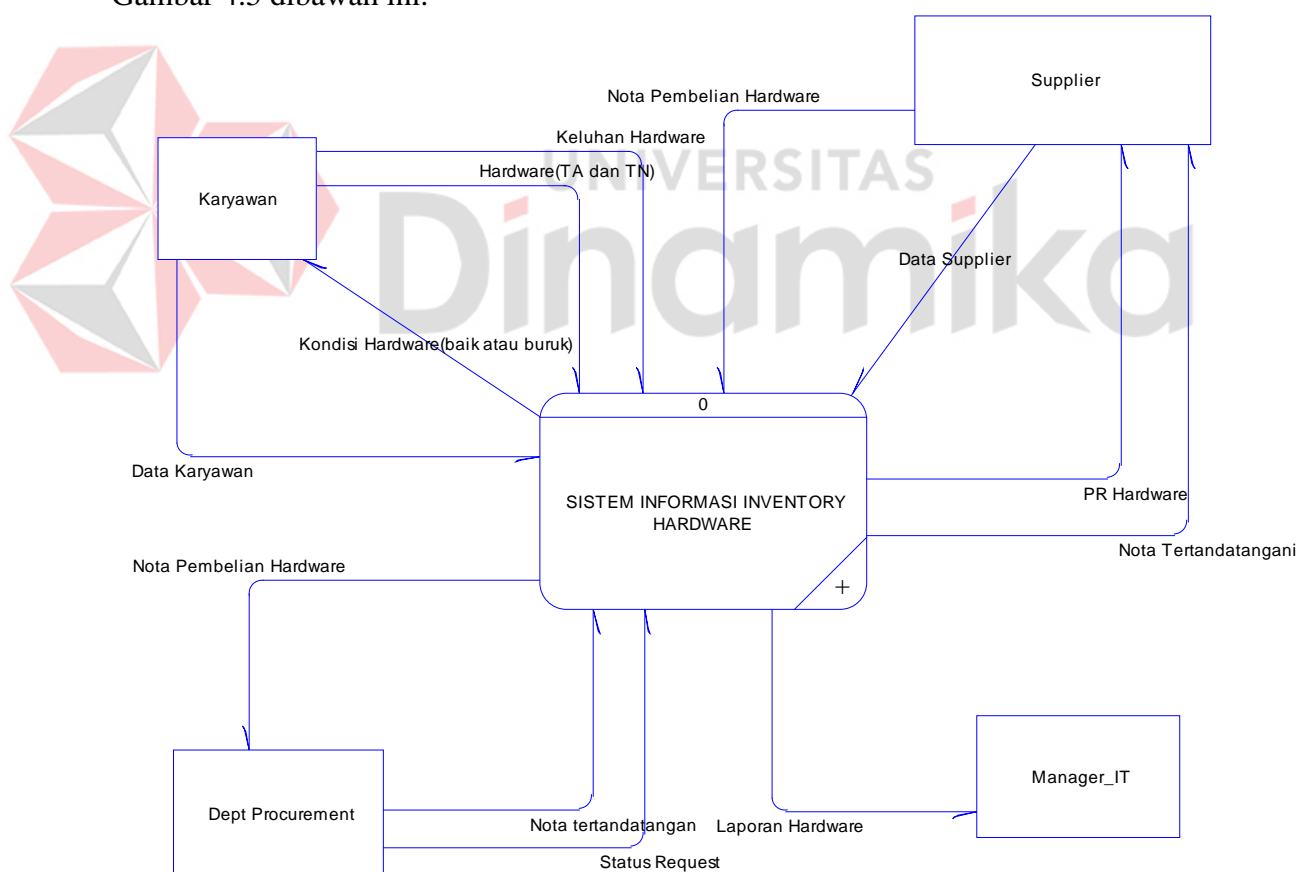 Gambar 4.5 dibawah ini:
Supplier
Nota Pembelian Hardware
Keluhan Hardware
UNIVERSITAS
Hardware(TA dan TN)
Karyawan
Dinamika
Data Supplier
Kondisi Hardware(baik atau buruk)
0
Data Karyawan
PR Hardware
SISTEM INFORMASI INVENTORY
HARDWARE
Nota Tertandatangani
Nota Pembelian Hardware
+
Manager_IT
Dept Procurement
Nota tertandatangan
Laporan Hardware
Status Request